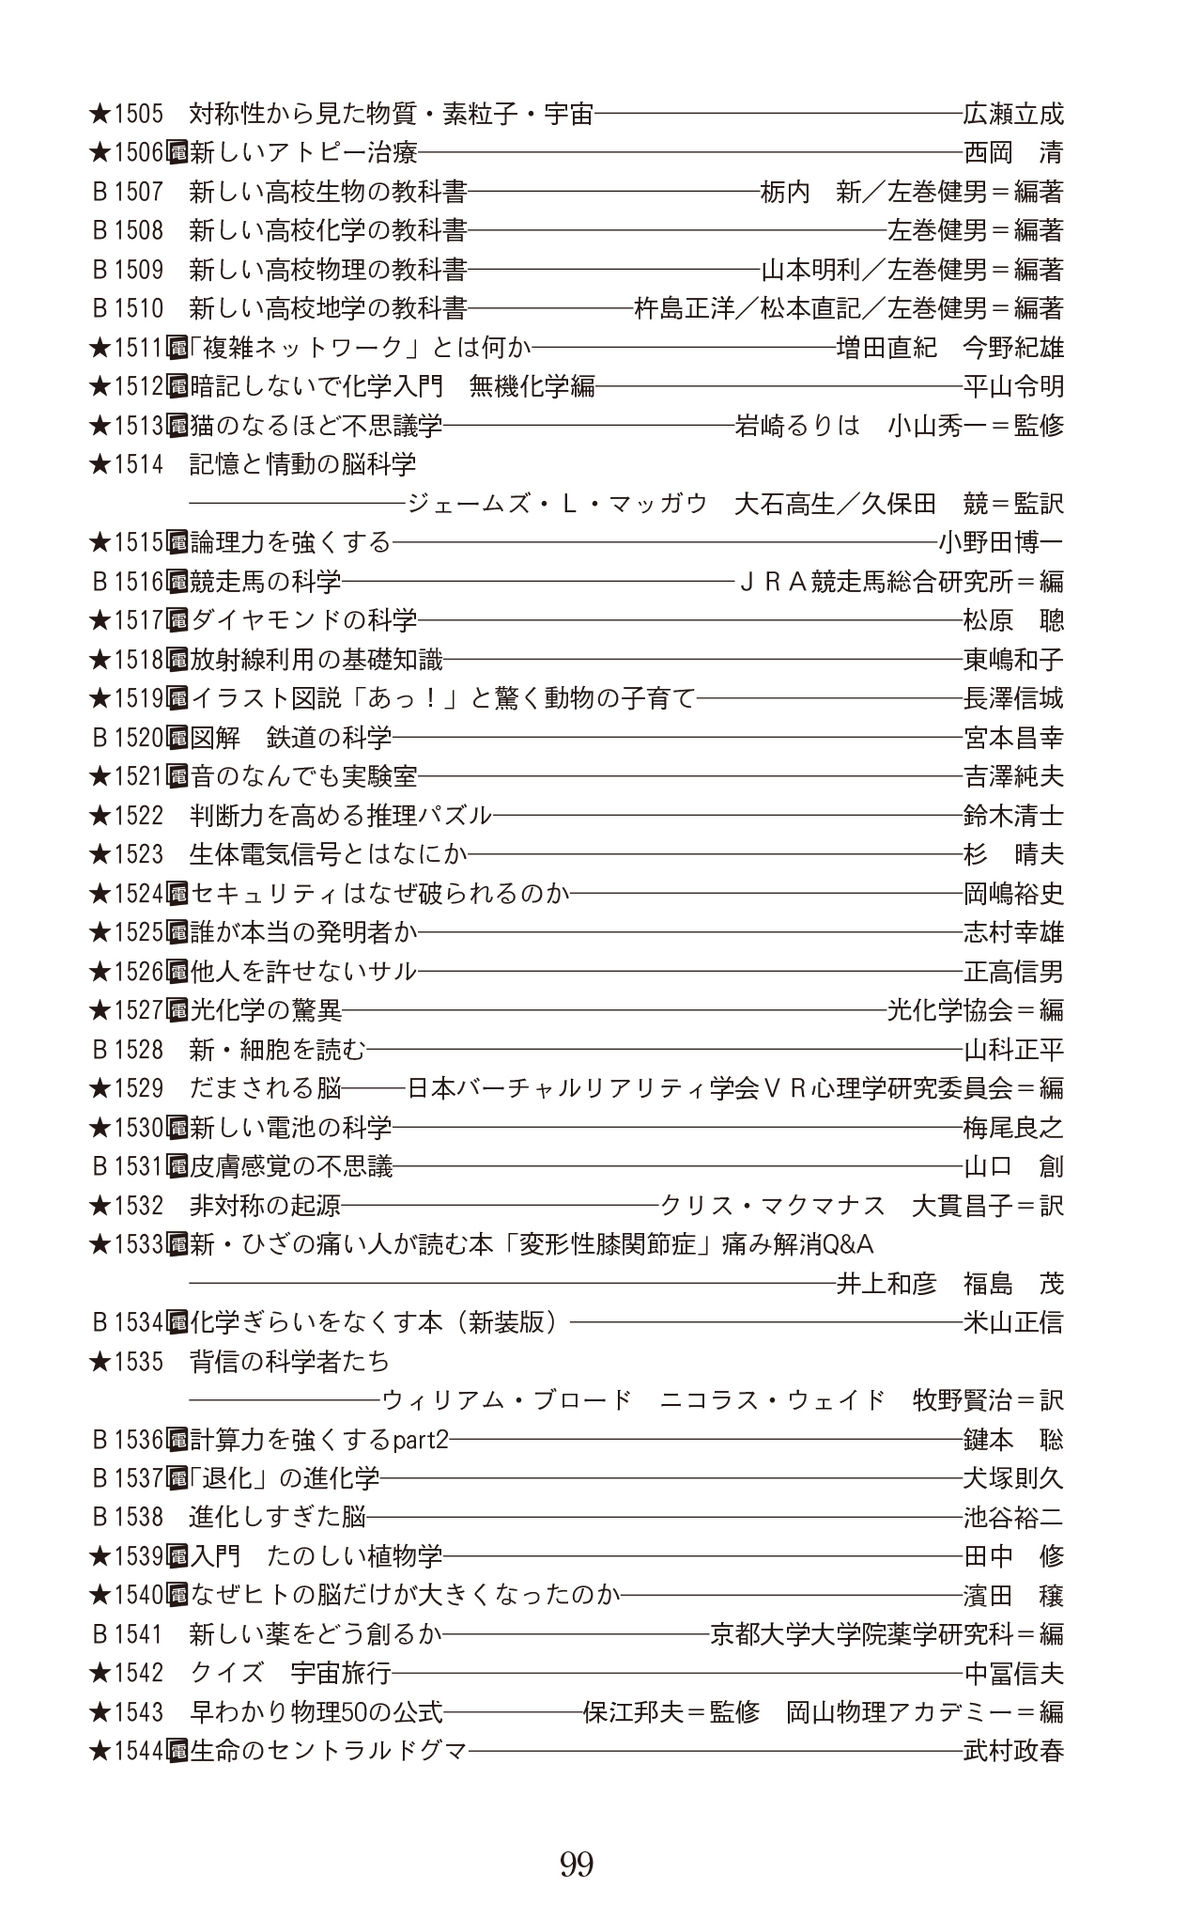 ★1505　対称性から見た物質・素粒子・宇宙――広瀬立成
★1506電新しいアトピー治療――西岡　清
Ｂ1507　新しい高校生物の教科書――栃内　新／左巻健男＝編著
Ｂ1508　新しい高校化学の教科書――左巻健男＝編著
Ｂ1509　新しい高校物理の教科書――山本明利／左巻健男＝編著
Ｂ1510　新しい高校地学の教科書――杵島正洋／松本直記／左巻健男＝編著
★1511電「複雑ネットワーク」とは何か――増田直紀　今野紀雄
★1512電暗記しないで化学入門　無機化学編――平山令明
★1513電猫のなるほど不思議学――岩崎るりは　小山秀一＝監修
★1514　記憶と情動の脳科学
――ジェームズ・Ｌ・マッガウ　大石高生／久保田　競＝監訳
★1515電論理力を強くする――小野田博一
Ｂ1516電競走馬の科学――ＪＲＡ競走馬総合研究所＝編
★1517電ダイヤモンドの科学――松原　聰
★1518電放射線利用の基礎知識――東嶋和子
★1519電イラスト図説「あっ！」と驚く動物の子育て――長澤信城
Ｂ1520電図解　鉄道の科学――宮本昌幸
★1521電音のなんでも実験室――吉澤純夫
★1522　判断力を高める推理パズル――鈴木清士
★1523　生体電気信号とはなにか――杉　晴夫
★1524電セキュリティはなぜ破られるのか――岡嶋裕史
★1525電誰が本当の発明者か――志村幸雄
★1526電他人を許せないサル――正高信男
★1527電光化学の驚異――光化学協会＝編
Ｂ1528　新・細胞を読む――山科正平
★1529　だまされる脳――日本バーチャルリアリティ学会ＶＲ心理学研究委員会＝編
★1530電新しい電池の科学――梅尾良之
Ｂ1531電皮膚感覚の不思議――山口　創
★1532　非対称の起源――クリス・マクマナス　大貫昌子＝訳
★1533電新・ひざの痛い人が読む本「変形性膝関節症」痛み解消Q&A
――井上和彦　福島　茂
Ｂ1534電化学ぎらいをなくす本（新装版）――米山正信
★1535　背信の科学者たち
――ウィリアム・ブロード　ニコラス・ウェイド　牧野賢治＝訳
Ｂ1536電計算力を強くするpart2――鍵本　聡
Ｂ1537電「退化」の進化学――犬塚則久
Ｂ1538　進化しすぎた脳――池谷裕二
★1539電入門　たのしい植物学――田中　修
★1540電なぜヒトの脳だけが大きくなったのか――濱田　穣
Ｂ1541　新しい薬をどう創るか――京都大学大学院薬学研究科＝編
★1542　クイズ　宇宙旅行――中冨信夫
★1543　早わかり物理50の公式――保江邦夫＝監修　岡山物理アカデミー＝編
★1544電生命のセントラルドグマ――武村政春
99